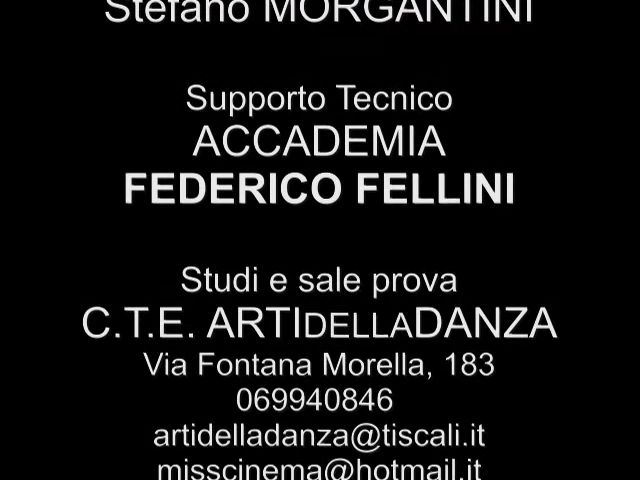 Stefano MORGANTINI
Supporto Tecnico
ACCADEMIA
FEDERICO FELLINI
Studi e sale prova
C.T.E. ARTIDELLADANZA
Via Fontana Morella, 183
069940846
artidelladanza@tiscali.it
misscinema@hotmail.it